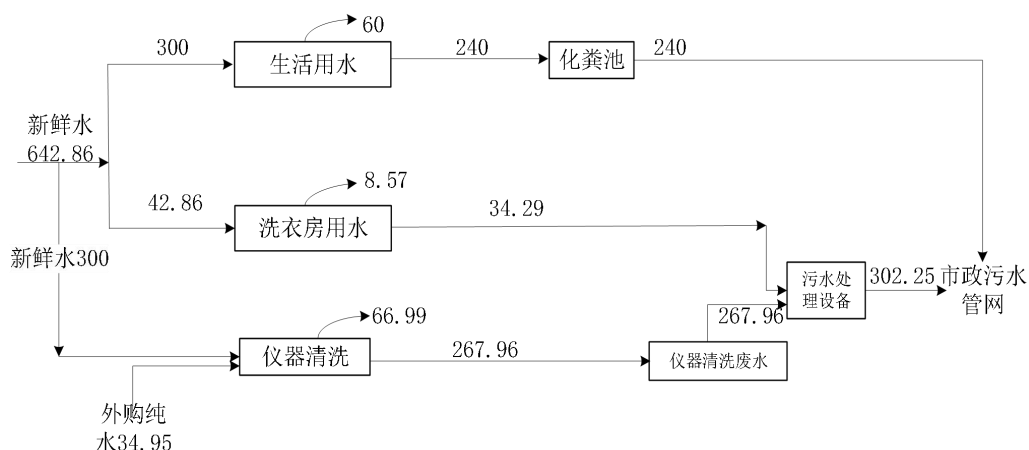 60
300
生活用水
240
化粪池
240
新鲜水
642.86
8.57
42.86
洗衣房用水
34.29
新鲜水300
污水处
理设备
302.25
市政污水
管网
66.99
267.96
仪器清洗
267.96
仪器清洗废水
外购纯
水34.95